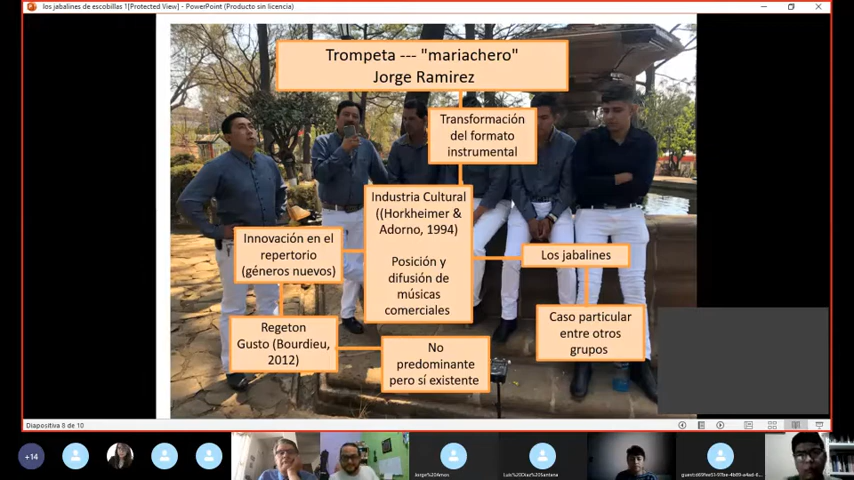 los jabalines de escobillas 1[Protected View] - PowerPoint (Producto sin licencia)
Trompeta --- "mariachero"
Jorge Ramirez
Transformación
del formato
instrumental
Industria Cultural
((Horkheimer &
Adorno, 1994)
Posición y
difusión de
músicas
comerciales
Innovación en el
repertorio
(géneros nuevos)
Los jabalines
Regeton
Gusto (Bourdieu,
2012)
Caso particular
entre otros
grupos
No
predominante
pero sí existente
Diapositiva 8 de 10
+14